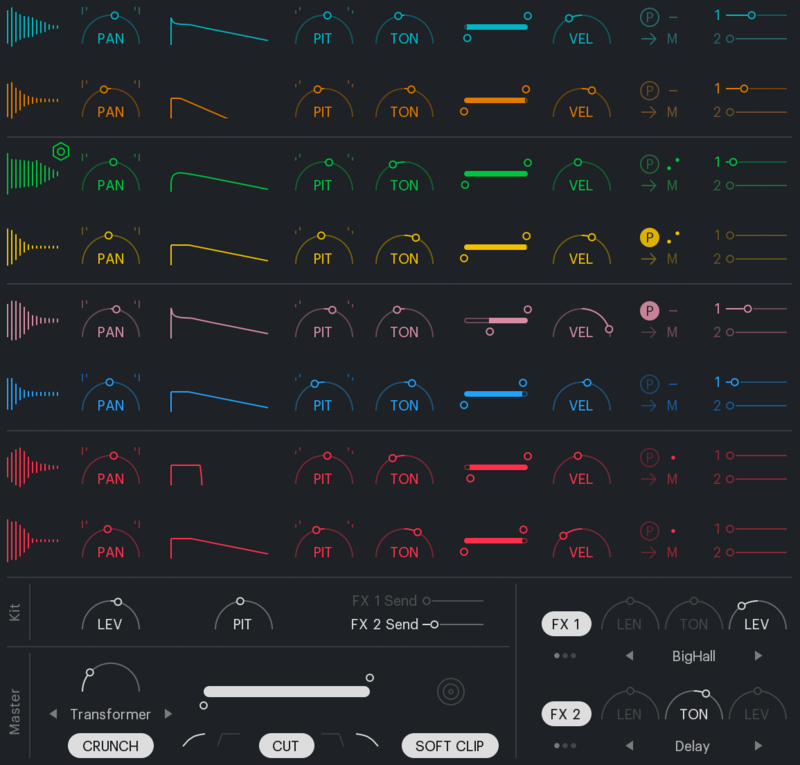 PAN PIT TON VEL P M 1 2
PAN PIT TON VEL P M 1 2
PAN PIT TON VEL P M 1 2
PAN PIT TON VEL P M 1 2
PAN PIT TON VEL P M 1 2
PAN PIT TON VEL P M 1 2
PAN PIT TON VEL P M 1 2
PAN PIT TON VEL P M 1 2
Kit
LEV PIT
FX 1 Send
FX 2 Send
Master
Transformer
CRUNCH CUT SOFT CLIP
FX 1 LEN TON LEV
BigHall
FX 2 LEN TON LEV
Delay